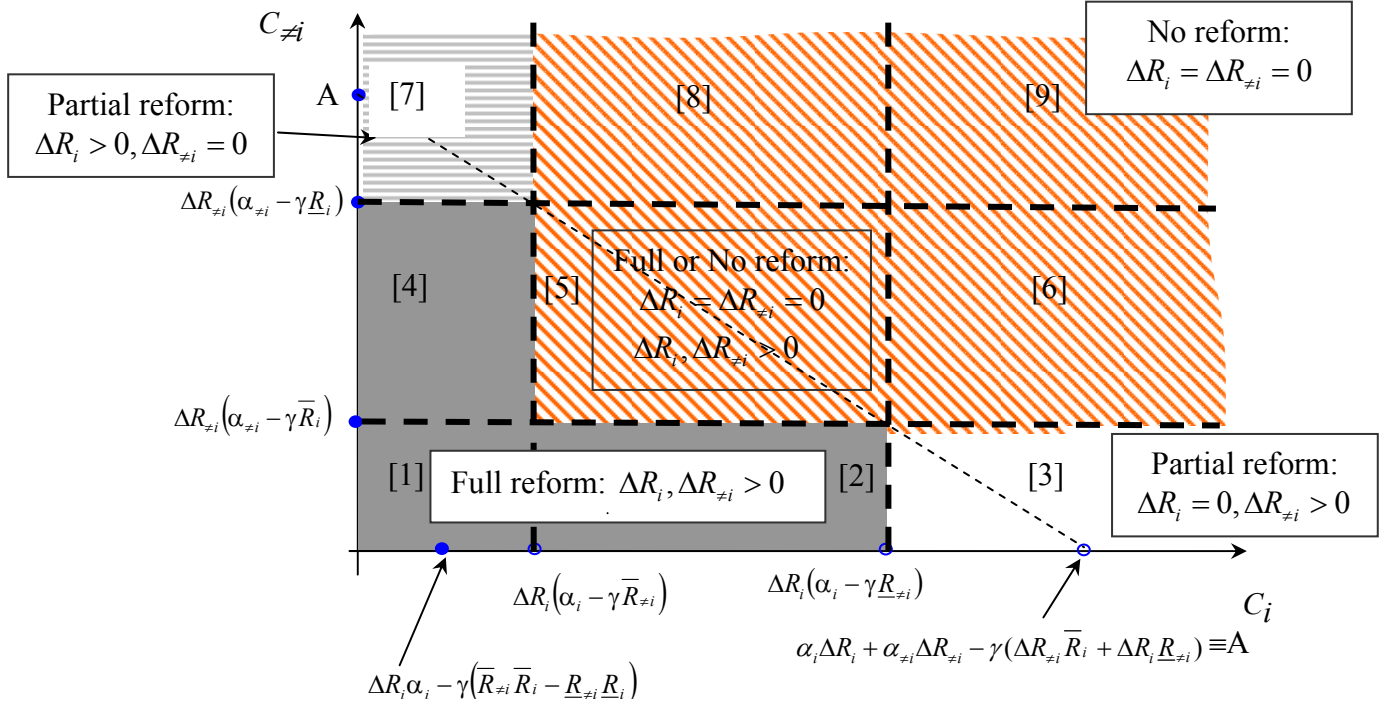 C≠i
No reform:
ΔR_i = ΔR_≠i = 0
[7]
[8]
[9]
A
Partial reform:
ΔR_i > 0, ΔR_≠i = 0
ΔR_≠i(α_≠i − γR̲_i)
[4]
Full or No reform:
[5]
ΔR_i = ΔR_≠i = 0
ΔR_i, ΔR_≠i > 0
[6]
ΔR_≠i(α_≠i − γR̅_i)
[1]
Full reform: ΔR_i, ΔR_≠i > 0
[2]
[3]
Partial reform:
ΔR_i = 0, ΔR_≠i > 0
ΔR_i(α_i − γR̅_≠i)
ΔR_i(α_i − γR̲_≠i)
C_i
α_iΔR_i + α_≠iΔR_≠i − γ(ΔR_≠iR̅_i + ΔR_iR̲_≠i) ≡A
ΔR_iα_i − γ(R̅_≠iR̅_i − R̲_≠iR̲_i)